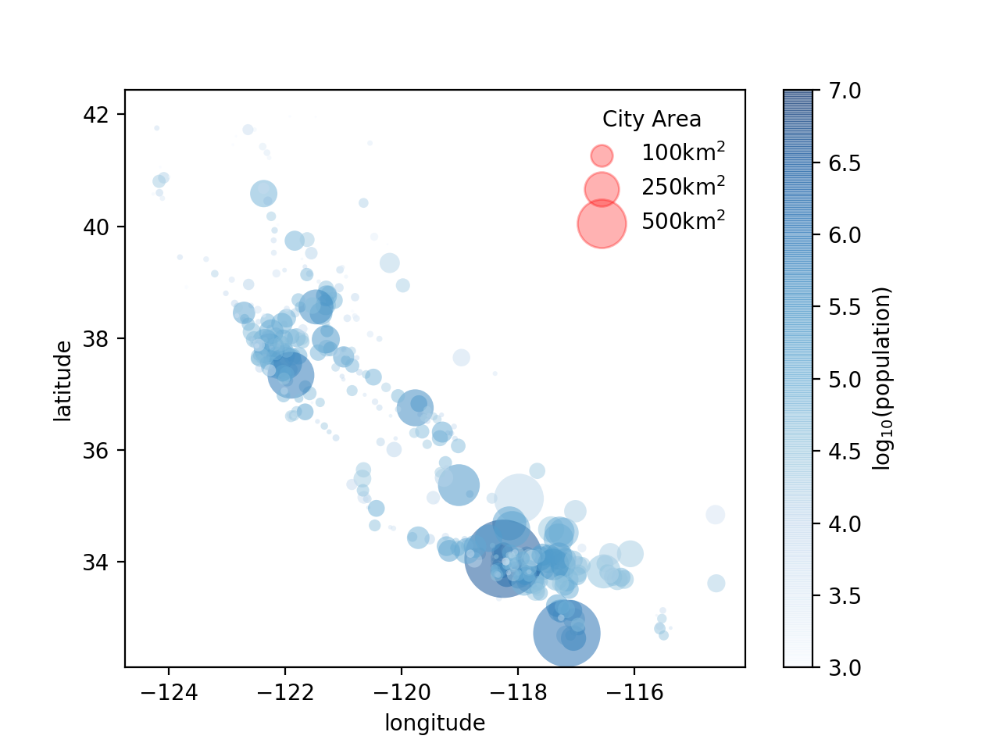 City Area
100km²
250km²
500km²
42
40
38
36
34
latitude
−124 −122 −120 −118 −116
longitude
7.0
6.5
6.0
5.5
5.0
4.5
4.0
3.5
3.0
log₁₀(population)